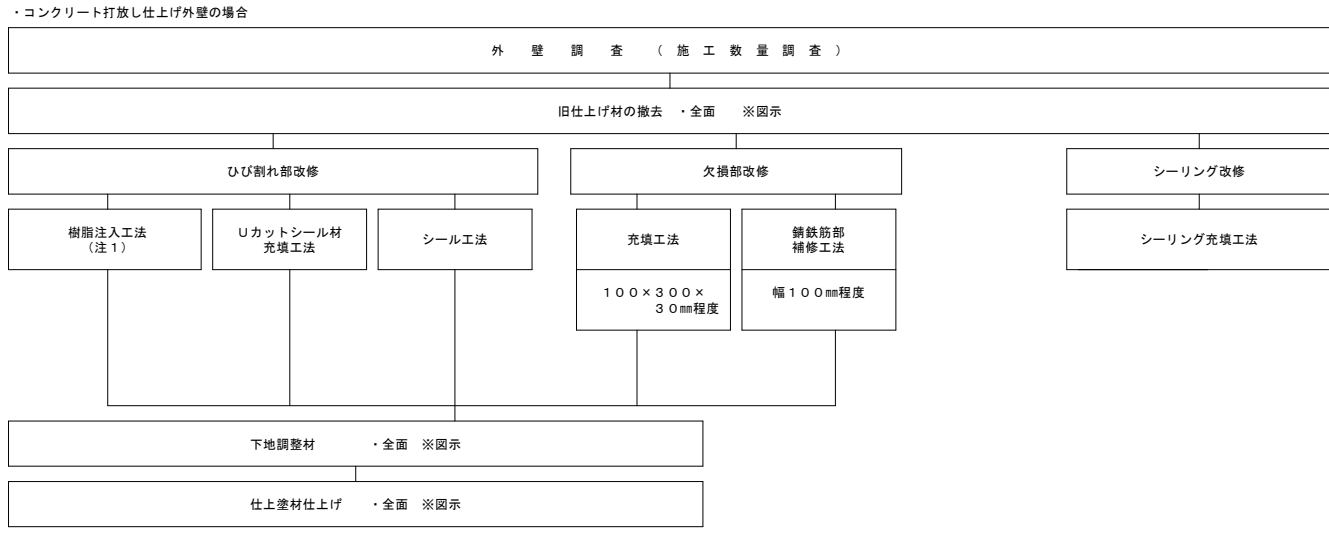 ・コンクリート打放し仕上げ外壁の場合
外　壁　調　査　（ 施 工 数 量 調 査 ）
旧仕上げ材の撤去　・全面　　※図示
ひび割れ部改修
欠損部改修
シーリング改修
樹脂注入工法
（注１）
Ｕカットシール材
充填工法
シール工法
充填工法
錆鉄筋部
補修工法
シーリング充填工法
１００×３００×
３０㎜程度
幅１００㎜程度
下地調整材　　　　・全面　※図示
仕上塗材仕上げ　　・全面　※図示